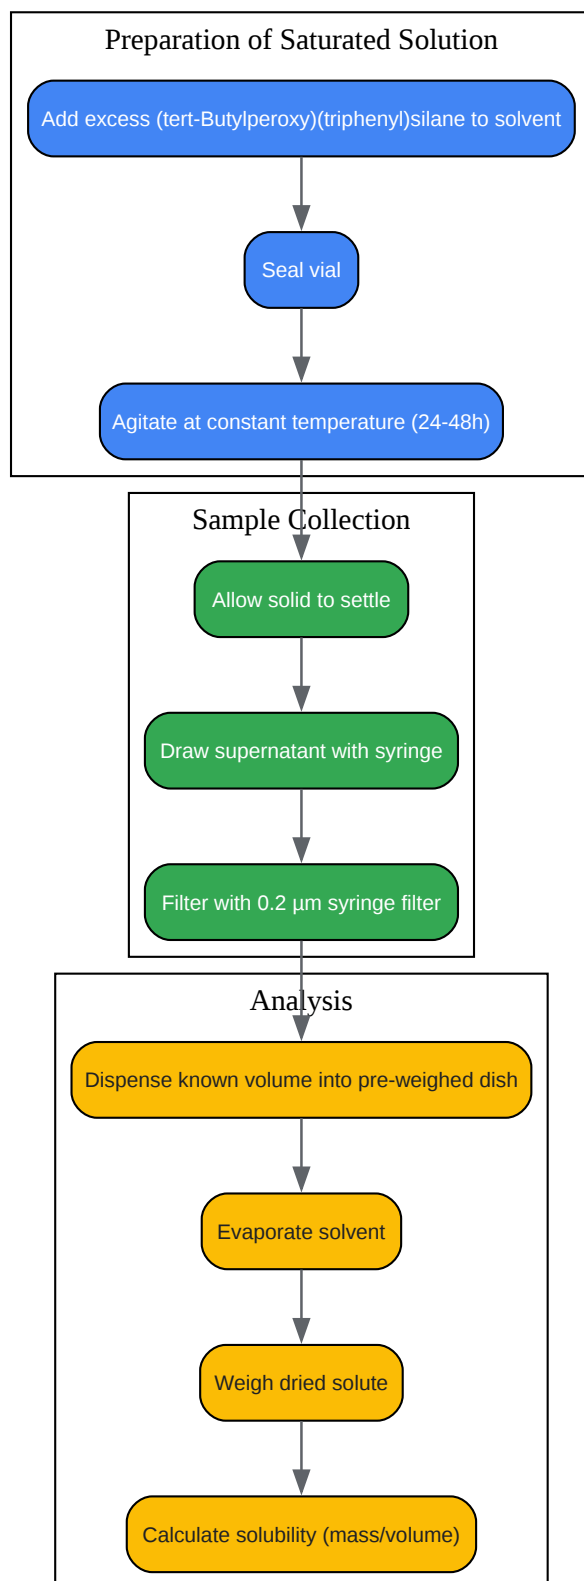 Preparation of Saturated Solution
Add excess (tert-Butylperoxy)(triphenyl)silane to solvent
Seal vial
Agitate at constant temperature (24-48h)
Sample Collection
Allow solid to settle
Draw supernatant with syringe
Filter with 0.2 µm syringe filter
Analysis
Dispense known volume into pre-weighed dish
Evaporate solvent
Weigh dried solute
Calculate solubility (mass/volume)